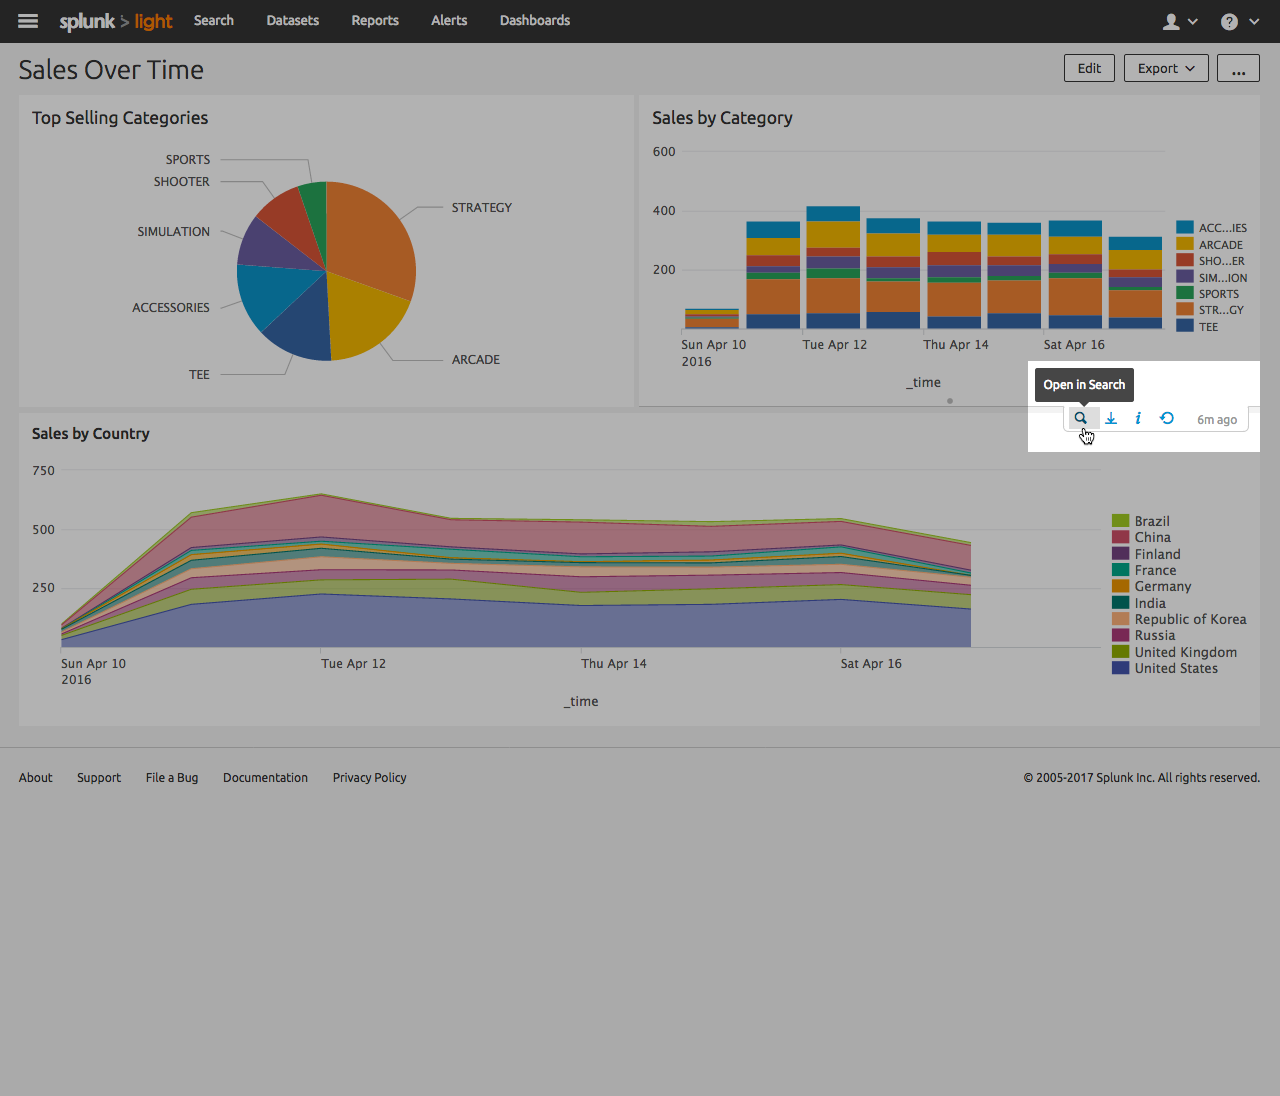 splunk > light Search Datasets Reports Alerts Dashboards ?
Sales Over Time
Edit Export ...
Top Selling Categories
SPORTS
SHOOTER
SIMULATION
ACCESSORIES
TEE
STRATEGY
ARCADE
Sales by Category
600
400
200
Sun Apr 10
2016
Tue Apr 12
Thu Apr 14
Sat Apr 16
_time
ACC...IES
ARCADE
SHO...ER
SIM...ION
SPORTS
STR...GY
TEE
Open in Search
i 6m ago
Sales by Country
750
500
250
Sun Apr 10
2016
Tue Apr 12
Thu Apr 14
Sat Apr 16
_time
Brazil
China
Finland
France
Germany
India
Republic of Korea
Russia
United Kingdom
United States
About Support File a Bug Documentation Privacy Policy © 2005-2017 Splunk Inc. All rights reserved.